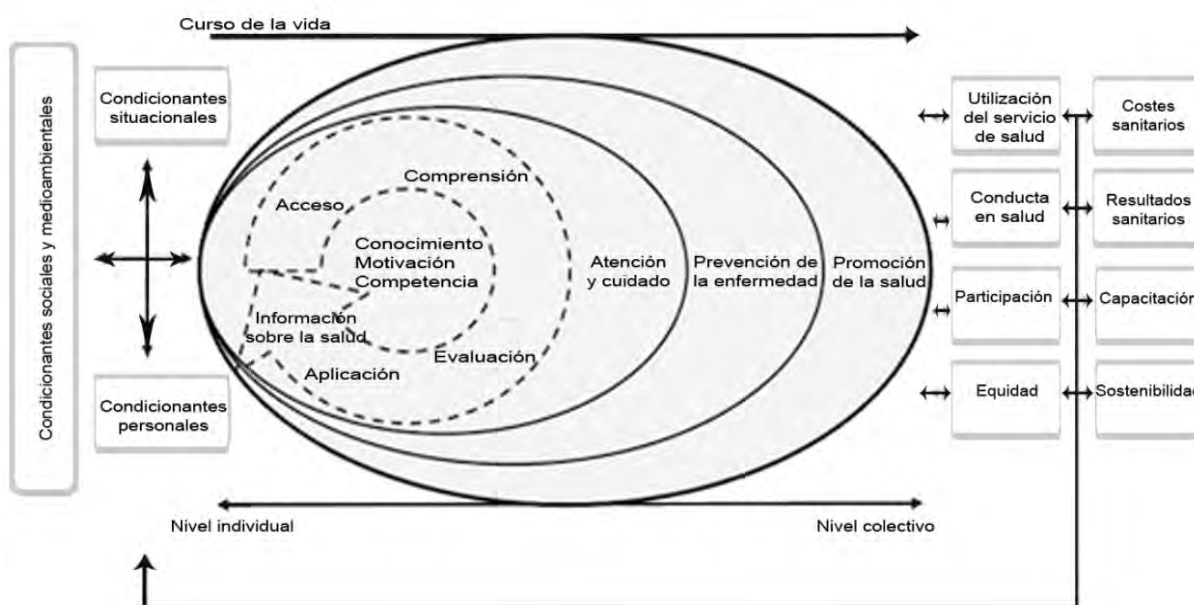 Curso de la vida
Condicionantes sociales y medioambientales
Condicionantes
situacionales
Condicionantes
personales
Acceso
Comprensión
Conocimiento
Motivación
Competencia
Información
sobre la salud
Aplicación
Evaluación
Atención
y cuidado
Prevención de
la enfermedad
Promoción
de la salud
Utilización
del servicio
de salud
Costes
sanitarios
Conducta
en salud
Resultados
sanitarios
Participación
Capacitación
Equidad
Sostenibilidad
Nivel individual
Nivel colectivo